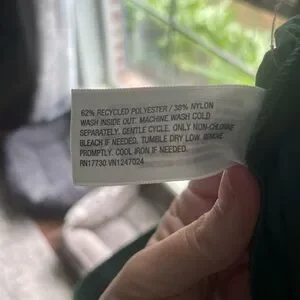 62% RECYCLED POLYESTER / 38% NYLON
WASH INSIDE OUT. MACHINE WASH COLD
SEPARATELY. GENTLE CYCLE, ONLY NON-CHLORINE
BLEACH IF NEEDED. TUMBLE DRY LOW. REMOVE
PROMPTLY. COOL IRON IF NEEDED.
RN17730 VN1247024